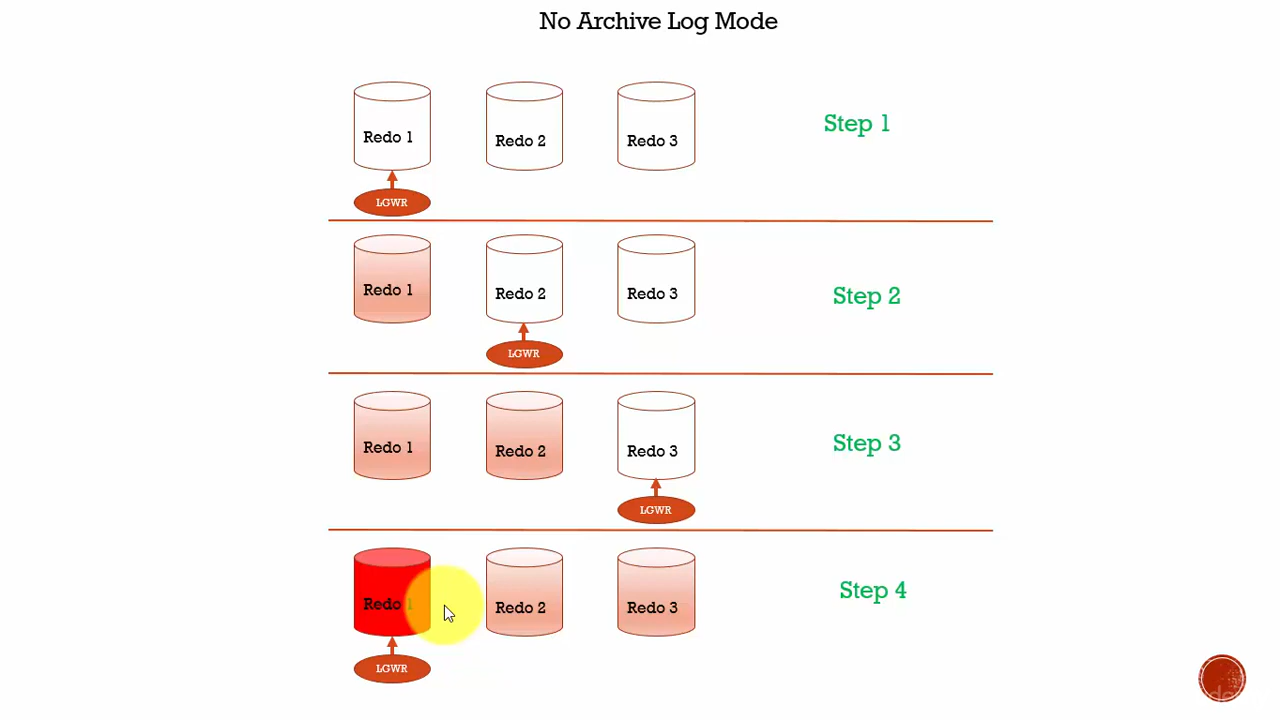 No Archive Log Mode
Redo 1
Redo 2
Redo 3
Step 1
LGWR
Redo 1
Redo 2
Redo 3
Step 2
LGWR
Redo 1
Redo 2
Redo 3
Step 3
LGWR
Redo 1
Redo 2
Redo 3
Step 4
LGWR